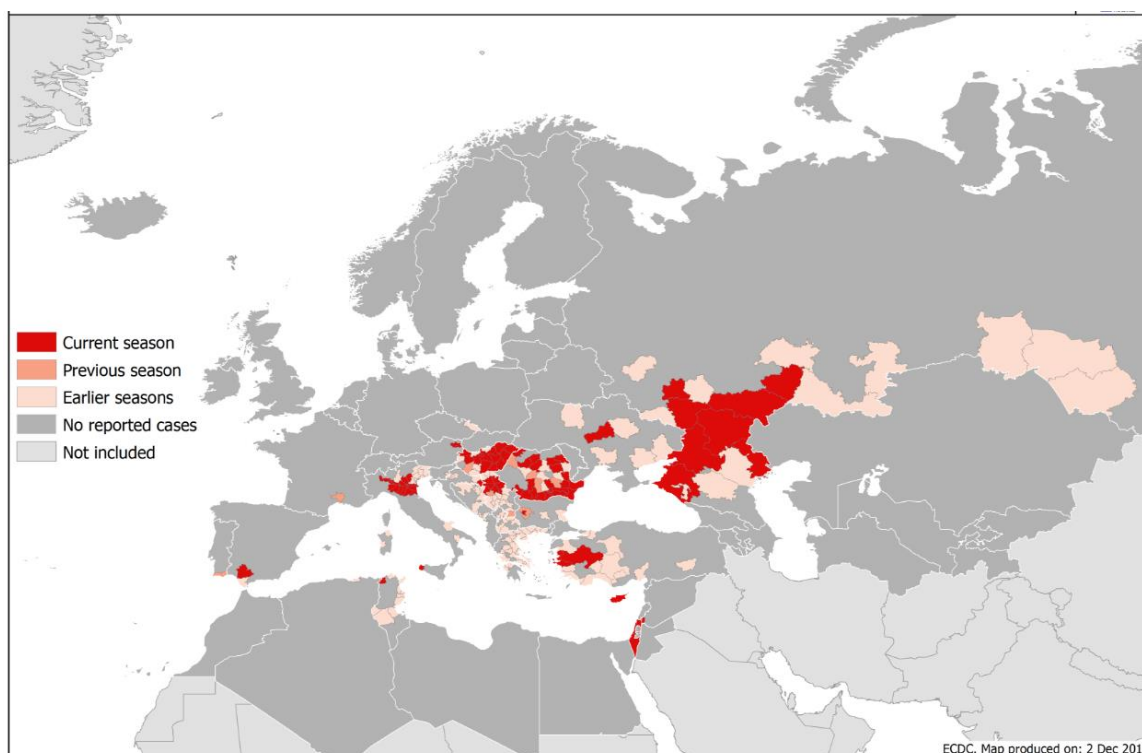 Current season
Previous season
Earlier seasons
No reported cases
Not included
ECDC. Map produced on: 2 Dec 201